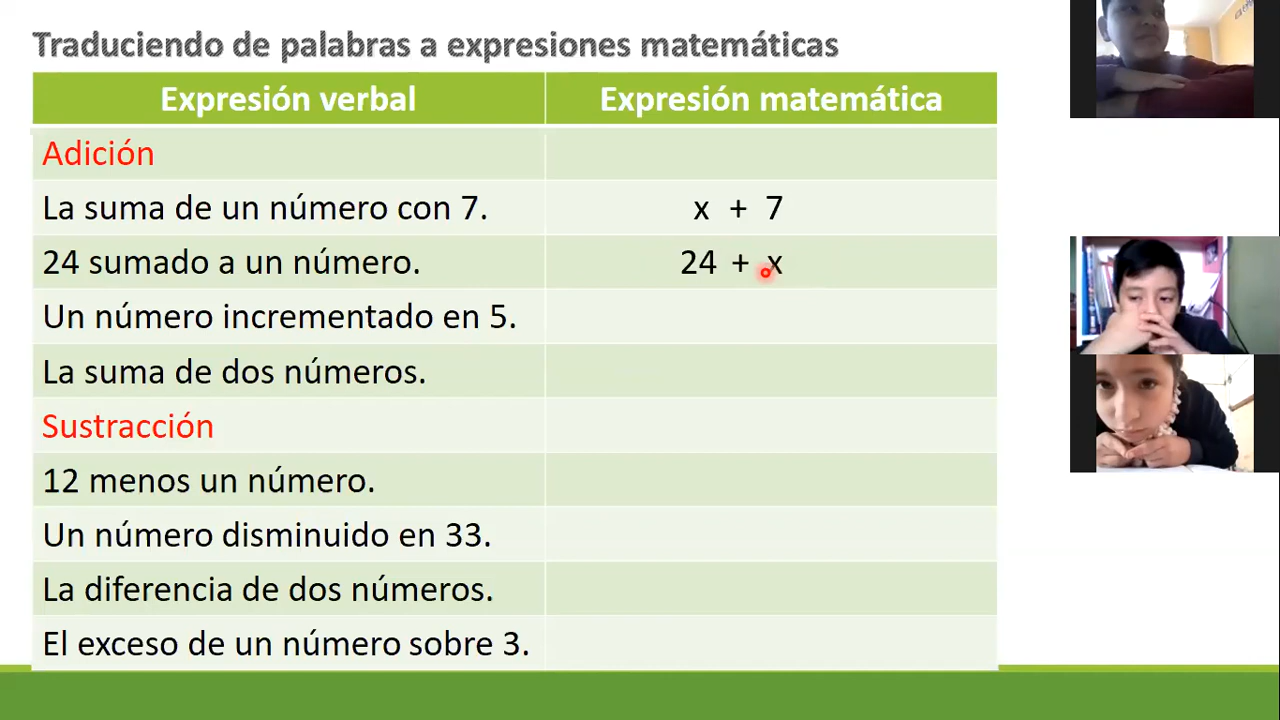 Traduciendo de palabras a expresiones matemáticas
Expresión verbal
Expresión matemática
Adición
La suma de un número con 7.
x + 7
24 sumado a un número.
24 + x
Un número incrementado en 5.
La suma de dos números.
Sustracción
12 menos un número.
Un número disminuido en 33.
La diferencia de dos números.
El exceso de un número sobre 3.